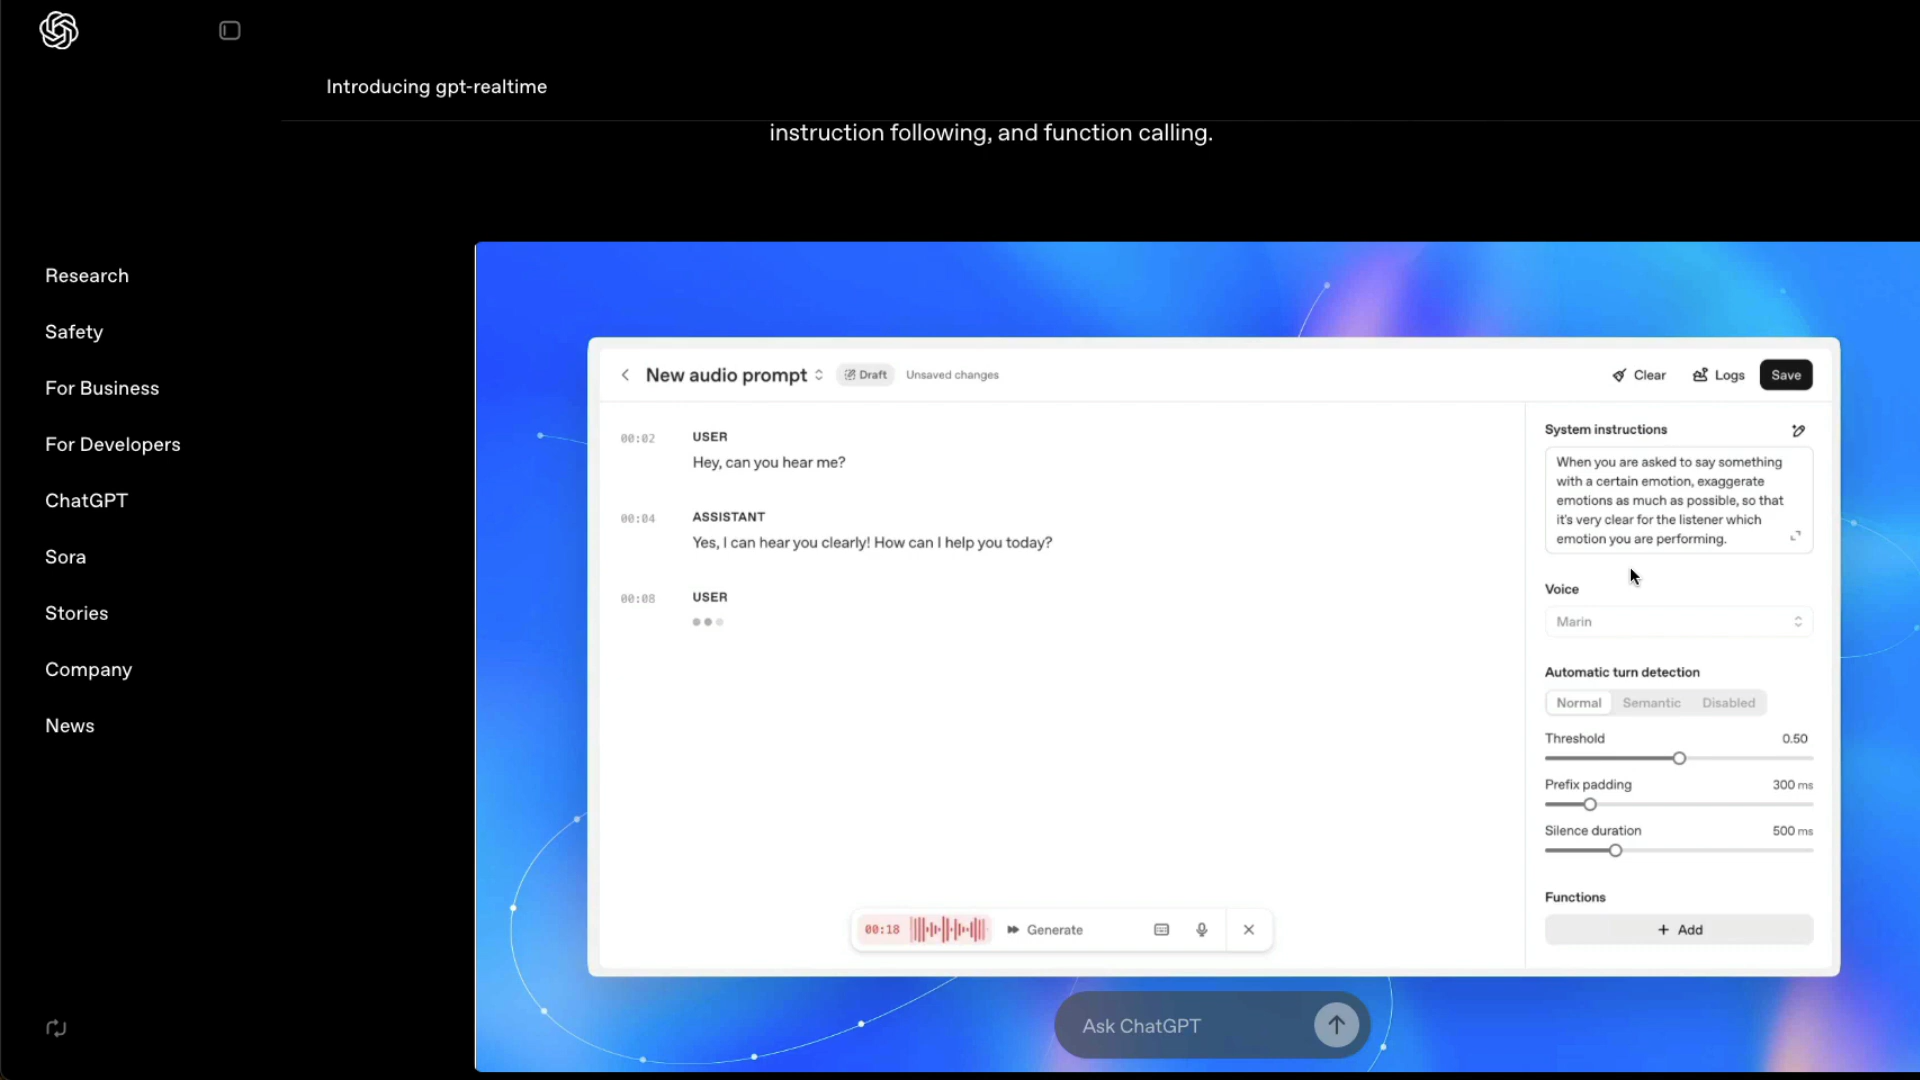 Introducing gpt-realtime
instruction following, and function calling.
Research
Safety
For Business
For Developers
ChatGPT
Sora
Stories
Company
News
New audio prompt
Draft
Unsaved changes
Clear
Logs
Save
00:02
USER
Hey, can you hear me?
00:04
ASSISTANT
Yes, I can hear you clearly! How can I help you today?
00:08
USER
System instructions
When you are asked to say something
with a certain emotion, exaggerate
emotions as much as possible, so that
it's very clear for the listener which
emotion you are performing.
Voice
Marin
Automatic turn detection
Normal Semantic Disabled
Threshold 0.50
Prefix padding 300 ms
Silence duration 500 ms
Functions
+ Add
00:18
Generate
Ask ChatGPT